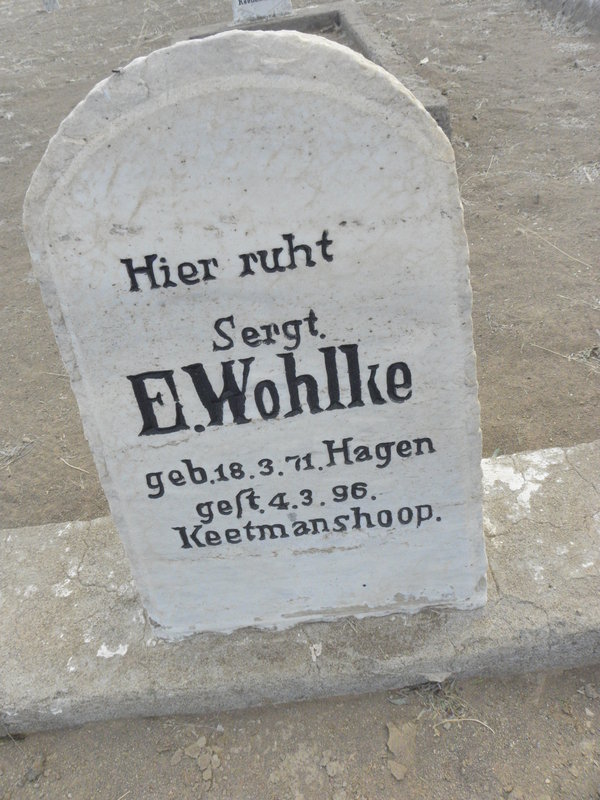 Hier ruht
Sergt.
E. Wohlke
geb. 18.3.71. Hagen
geſt. 4.3.96.
Keetmanshoop.